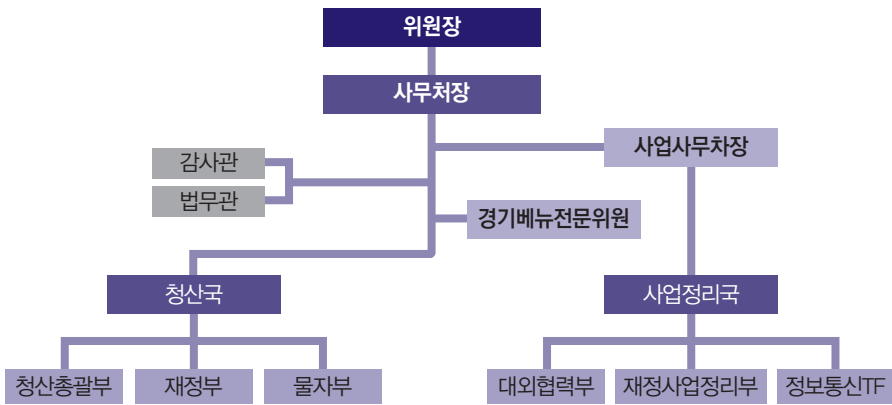 위원장
사무처장
사업사무차장
감사관
법무관
경기베뉴전문위원
청산국
사업정리국
청산총괄부
재정부
물자부
대외협력부
재정사업정리부
정보통신TF